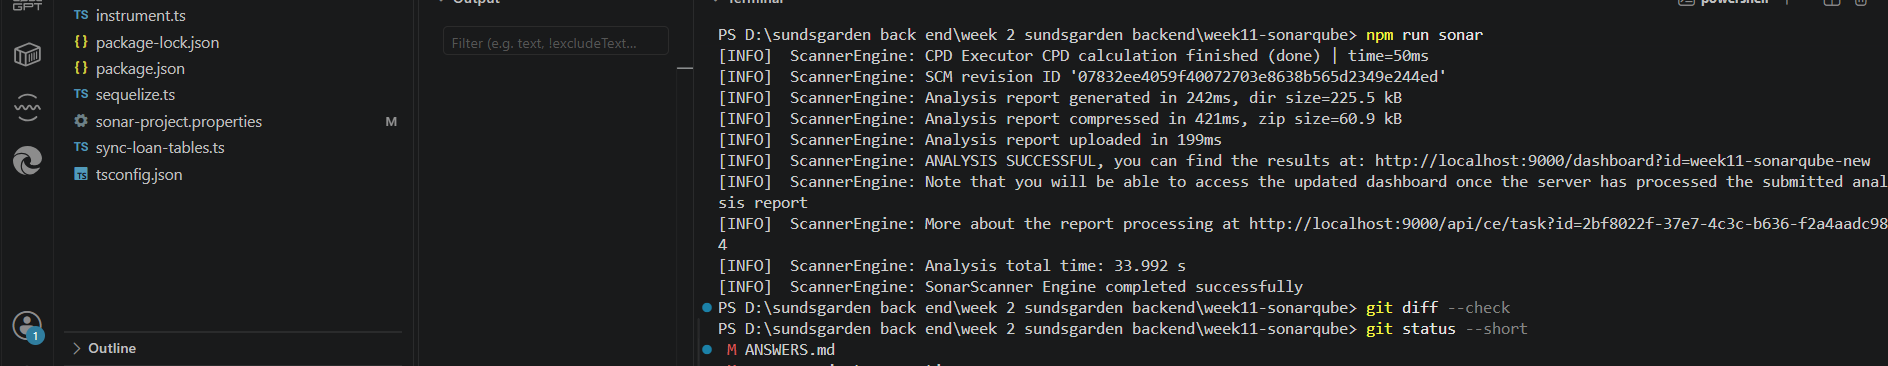 GPT
TS instrument.ts
{} package-lock.json
{} package.json
TS sequelize.ts
sonar-project.properties M
TS sync-loan-tables.ts
TS tsconfig.json
1
Outline
Output
Filter (e.g. text, !excludeText...
Terminal
powershell
PS D:\sundsgarden back end\week 2 sundsgarden backend\week11-sonarqube> npm run sonar
[INFO]  ScannerEngine: CPD Executor CPD calculation finished (done) | time=50ms
[INFO]  ScannerEngine: SCM revision ID '07832ee4059f40072703e8638b565d2349e244ed'
[INFO]  ScannerEngine: Analysis report generated in 242ms, dir size=225.5 kB
[INFO]  ScannerEngine: Analysis report compressed in 421ms, zip size=60.9 kB
[INFO]  ScannerEngine: Analysis report uploaded in 199ms
[INFO]  ScannerEngine: ANALYSIS SUCCESSFUL, you can find the results at: http://localhost:9000/dashboard?id=week11-sonarqube-new
[INFO]  ScannerEngine: Note that you will be able to access the updated dashboard once the server has processed the submitted anal
sis report
[INFO]  ScannerEngine: More about the report processing at http://localhost:9000/api/ce/task?id=2bf8022f-37e7-4c3c-b636-f2a4aadc98
4
[INFO]  ScannerEngine: Analysis total time: 33.992 s
[INFO]  ScannerEngine: SonarScanner Engine completed successfully
PS D:\sundsgarden back end\week 2 sundsgarden backend\week11-sonarqube> git diff --check
PS D:\sundsgarden back end\week 2 sundsgarden backend\week11-sonarqube> git status --short
M ANSWERS.md